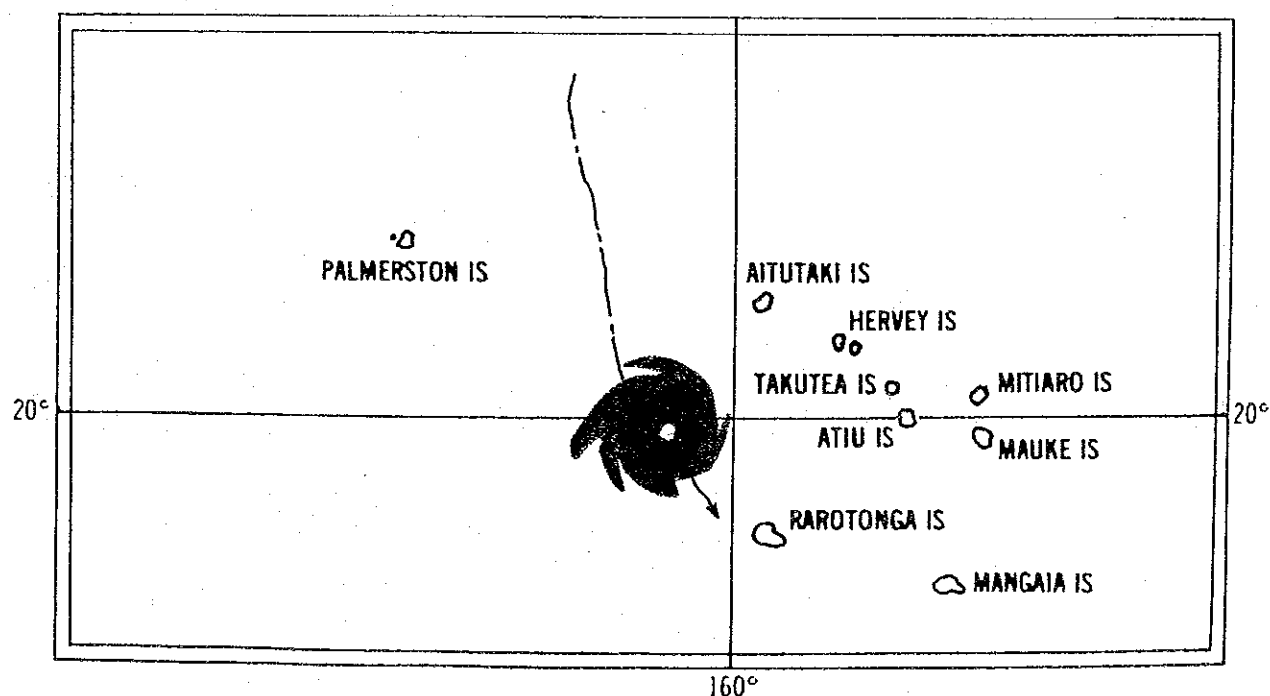 PALMERSTON IS
AITUTAKI IS
HERVEY IS
TAKUTEA IS
MITIARO IS
20°
20°
ATIU IS
MAUKE IS
RAROTONGA IS
MANGAIA IS
160°